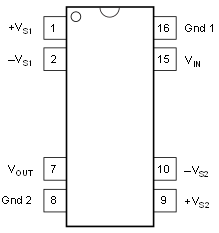 +VS1 1 16 Gnd 1
–VS1 2 15 VIN
VOUT 7 10 –VS2
Gnd 2 8 9 +VS2